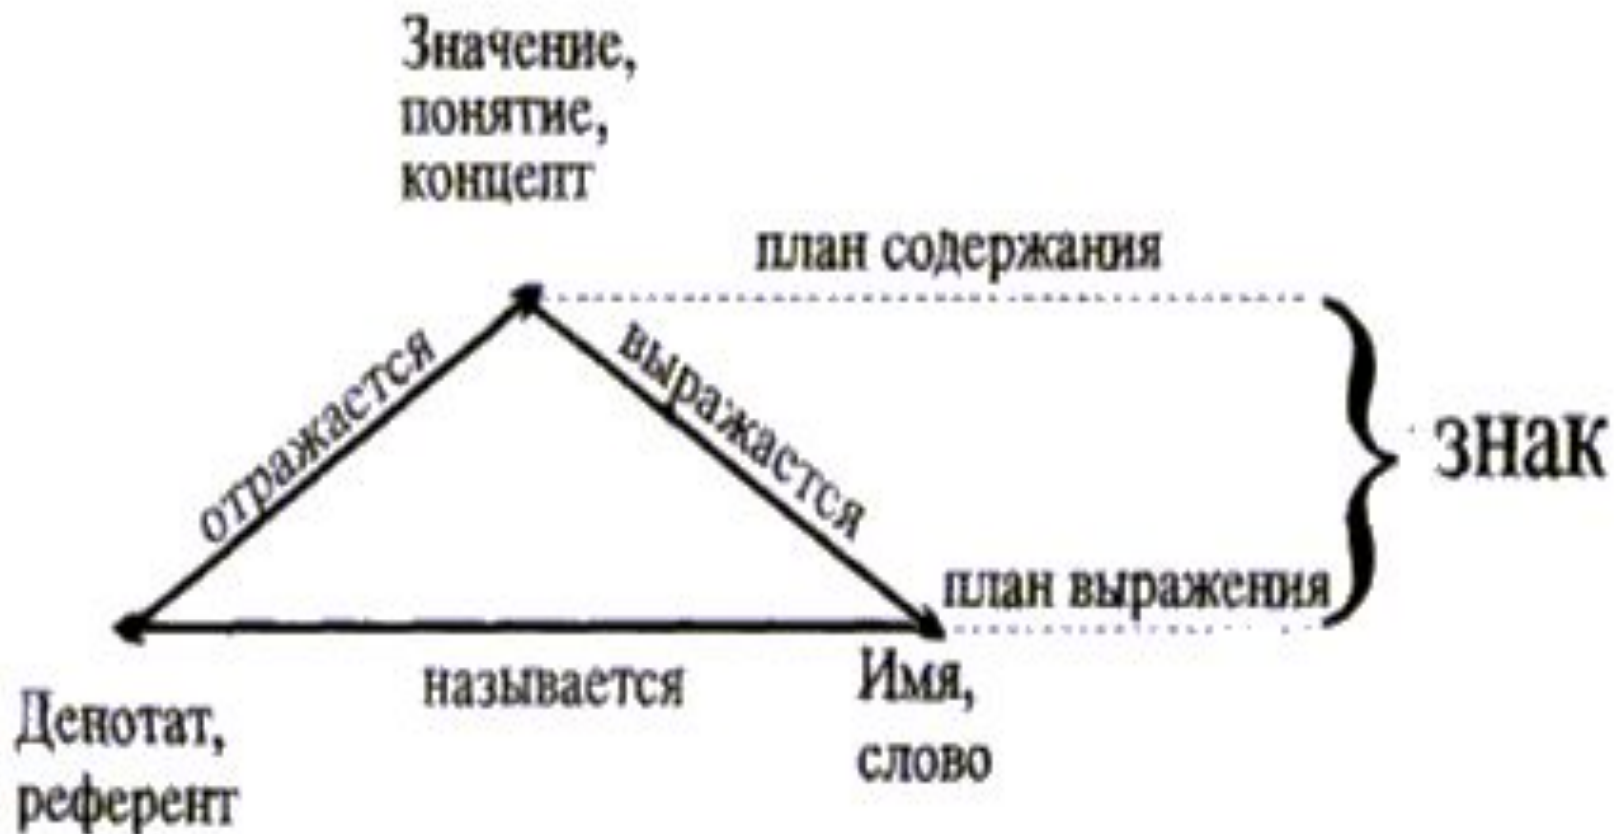 Значение,
понятие,
концепт
план содержания
отражается
выражается
знак
план выражения
называется
Имя,
слово
Денотат,
референт